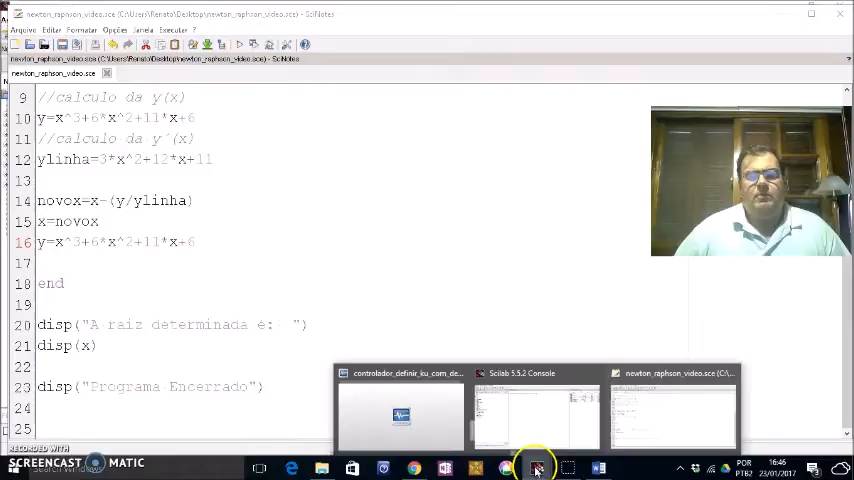 newton_raphson_video.sce (C:\Users\Renato\Desktop\newton_raphson_video.sce) - SciNotes
Arquivo Editar Formatar Opções Janela Executar ?
newton_raphson_video.sce (C:\Users\Renato\Desktop\newton_raphson_video.sce) - SciNotes
newton_raphson_video.sce
9 //calculo da y(x)
10 y=x^3+6*x^2+11*x+6
11 //calculo da y´(x)
12 ylinha=3*x^2+12*x+11
13
14 novox=x-(y/ylinha)
15 x=novox
16 y=x^3+6*x^2+11*x+6
17
18 end
19
20 disp("A raiz determinada é: ")
21 disp(x)
22
23 disp("Programa Encerrado")
24
25
controlador_definir_ku_com_de... Scilab 5.5.2 Console newton_raphson_video.sce (C:\...
RECORDED WITH
SCREENCAST MATIC
Search Windows
POR
PTB2
16:46
23/01/2017